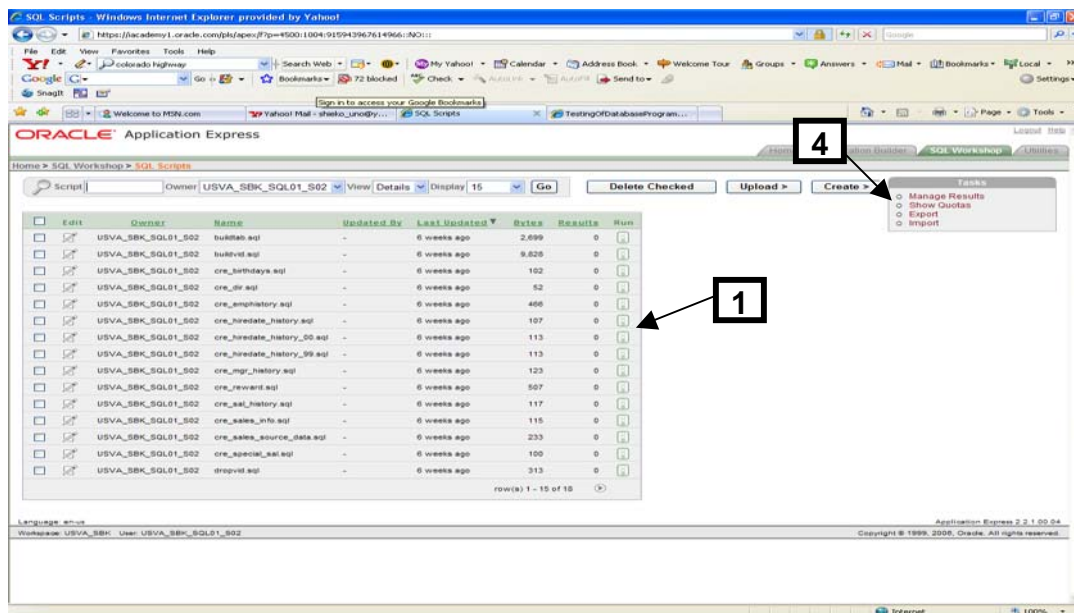 SQL Scripts - Windows Internet Explorer provided by Yahoo!
https://iacademy1.oracle.com/pls/apex/f?p=4500:1004:915943967614966::NO:::
Google
File Edit View Favorites Tools Help
Y! colorado highway Search Web My Yahoo! Calendar Address Book Welcome Tour Groups Answers Mail Bookmarks Local
Google G Go Bookmarks 72 blocked Check AutoLink AutoFill Send to Settings
SnagIt
Sign in to access your Google Bookmarks
Welcome to MSN.com Yahoo! Mail - shieko_uno@y... SQL Scripts TestingOfDatabaseProgram... Page Tools
ORACLE Application Express
Logout Help
4
Home SQL Workshop Utilities
Home > SQL Workshop > SQL Scripts
Script Owner USVA_SBK_SQL01_S02 View Details Display 15 Go Delete Checked Upload > Create >
Tasks
Manage Results
Show Quotas
Export
Import
Edit Owner Name Updated By Last Updated Bytes Results Run
USVA_SBK_SQL01_S02 buildtab.sql - 6 weeks ago 2,699 0
USVA_SBK_SQL01_S02 buildvid.sql - 6 weeks ago 9,828 0
USVA_SBK_SQL01_S02 cre_birthdays.sql - 6 weeks ago 102 0
USVA_SBK_SQL01_S02 cre_dir.sql - 6 weeks ago 52 0
USVA_SBK_SQL01_S02 cre_emphistory.sql - 6 weeks ago 466 0
USVA_SBK_SQL01_S02 cre_hiredate_history.sql - 6 weeks ago 107 0
USVA_SBK_SQL01_S02 cre_hiredate_history_00.sql - 6 weeks ago 113 0
USVA_SBK_SQL01_S02 cre_hiredate_history_99.sql - 6 weeks ago 113 0
USVA_SBK_SQL01_S02 cre_mgr_history.sql - 6 weeks ago 123 0
USVA_SBK_SQL01_S02 cre_reward.sql - 6 weeks ago 507 0
USVA_SBK_SQL01_S02 cre_sal_history.sql - 6 weeks ago 117 0
USVA_SBK_SQL01_S02 cre_sales_info.sql - 6 weeks ago 115 0
USVA_SBK_SQL01_S02 cre_sales_source_data.sql - 6 weeks ago 233 0
USVA_SBK_SQL01_S02 cre_special_sal.sql - 6 weeks ago 100 0
USVA_SBK_SQL01_S02 dropvid.sql - 6 weeks ago 313 0
1
row(s) 1 - 15 of 18
Language: en-us
Application Express 2.2.1.00.04
Workspace: USVA_SBK User: USVA_SBK_SQL01_S02
Copyright © 1999, 2006, Oracle. All rights reserved.
Internet 100%